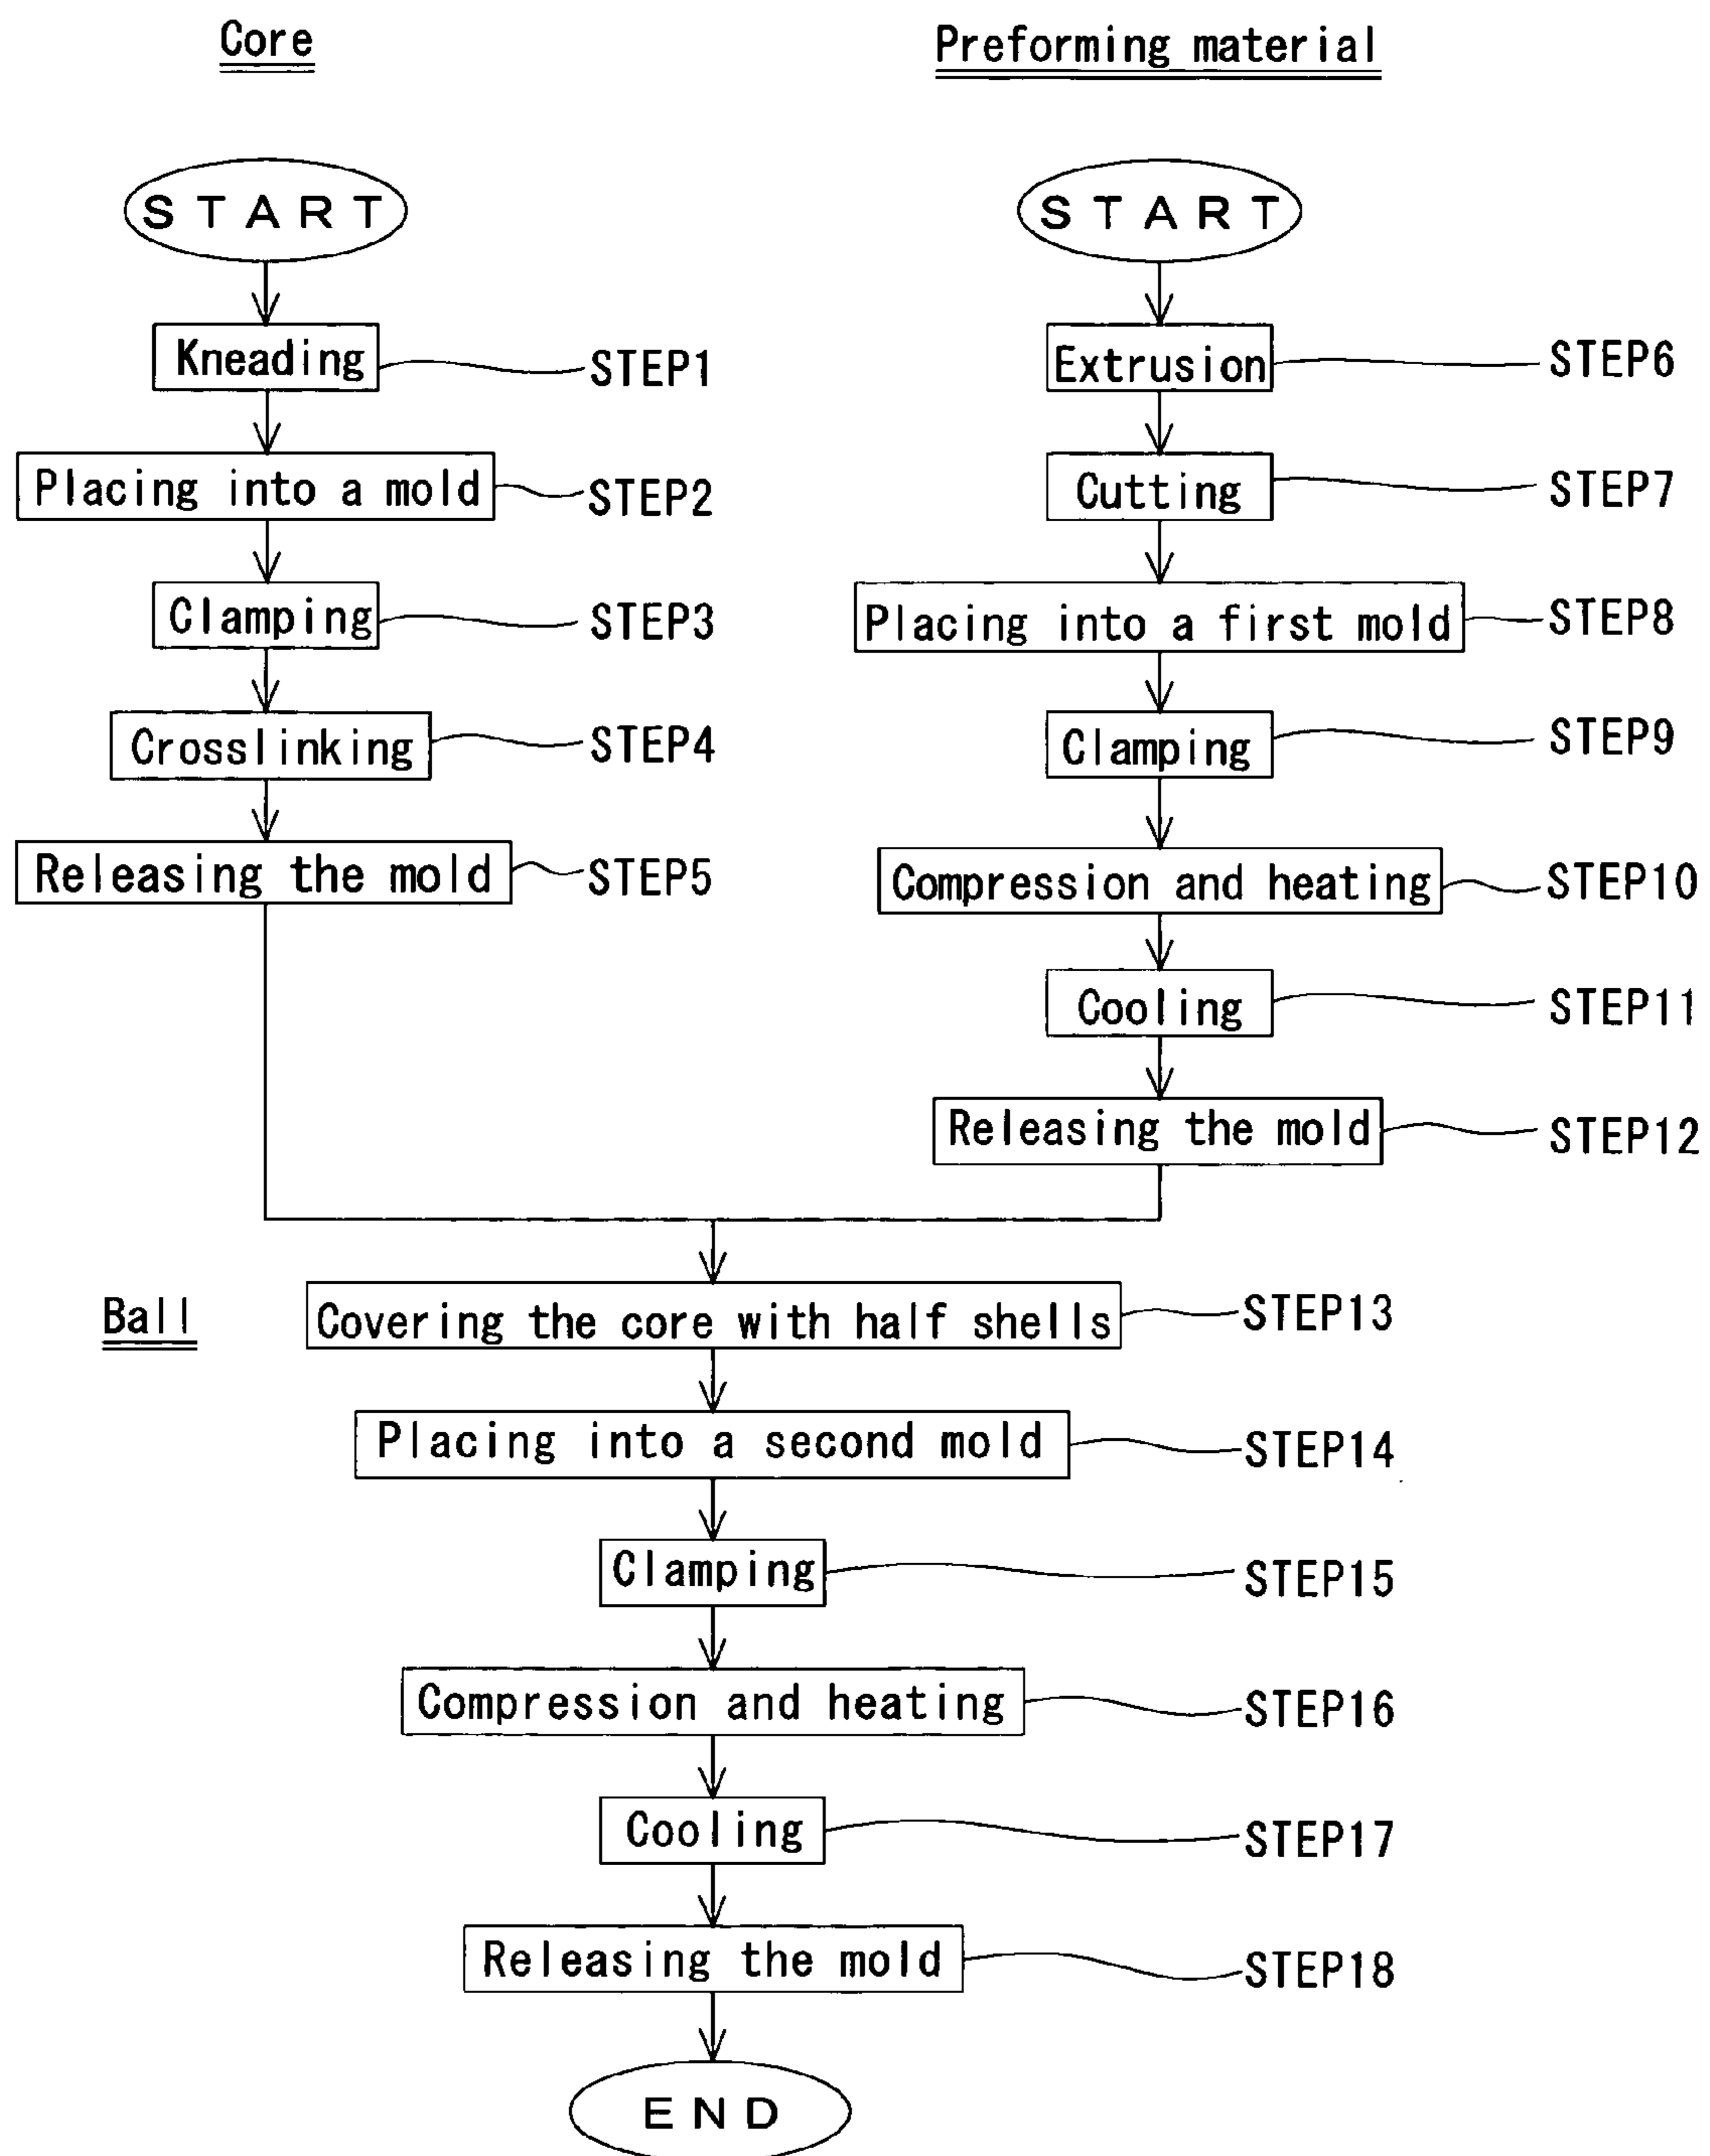 Core
START
Kneading
STEP1
Placing into a mold
STEP2
Clamping
STEP3
Crosslinking
STEP4
Releasing the mold
STEP5
Preforming material
START
Extrusion
STEP6
Cutting
STEP7
Placing into a first mold
STEP8
Clamping
STEP9
Compression and heating
STEP10
Cooling
STEP11
Releasing the mold
STEP12
Ball
Covering the core with half shells
STEP13
Placing into a second mold
STEP14
Clamping
STEP15
Compression and heating
STEP16
Cooling
STEP17
Releasing the mold
STEP18
END